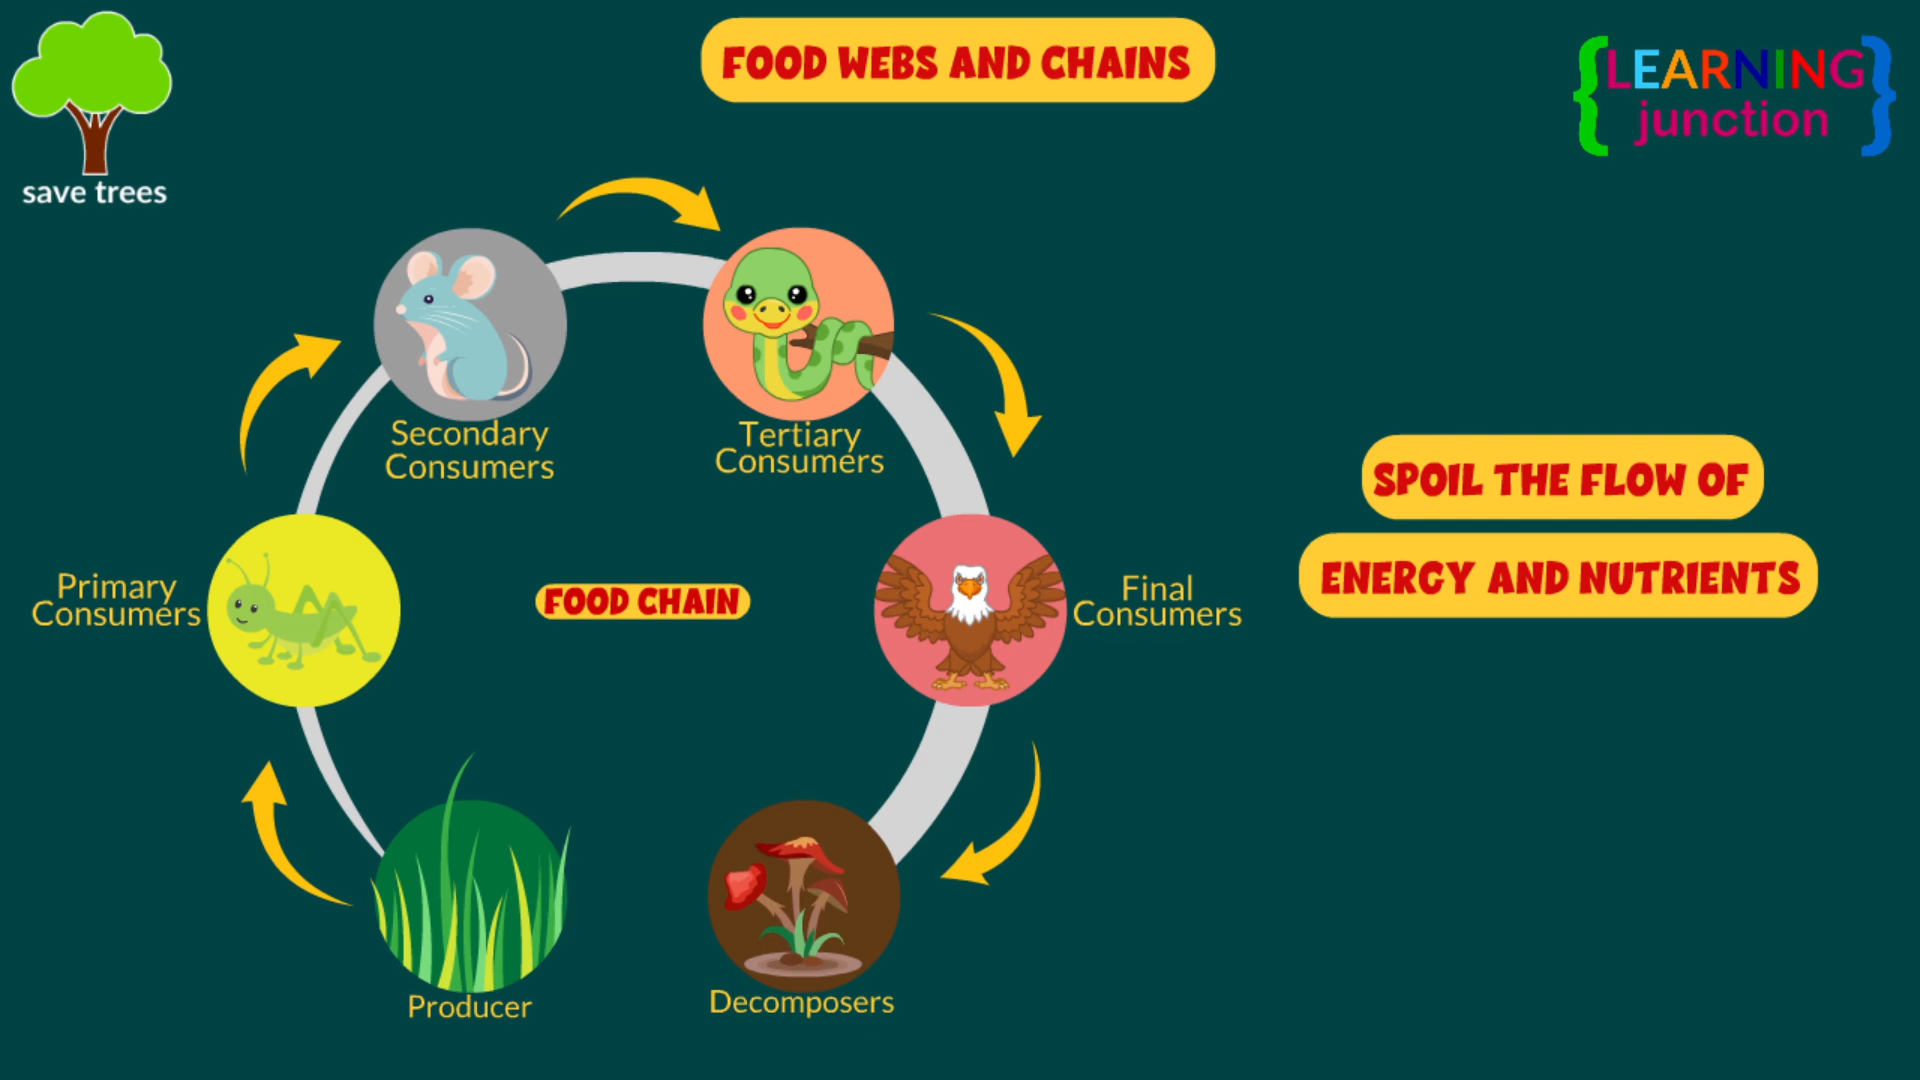 FOOD WEBS AND CHAINS
{LEARNING}
junction
save trees
Secondary
Consumers
Tertiary
Consumers
Primary
Consumers
FOOD CHAIN
Final
Consumers
SPOIL THE FLOW OF
ENERGY AND NUTRIENTS
Producer
Decomposers